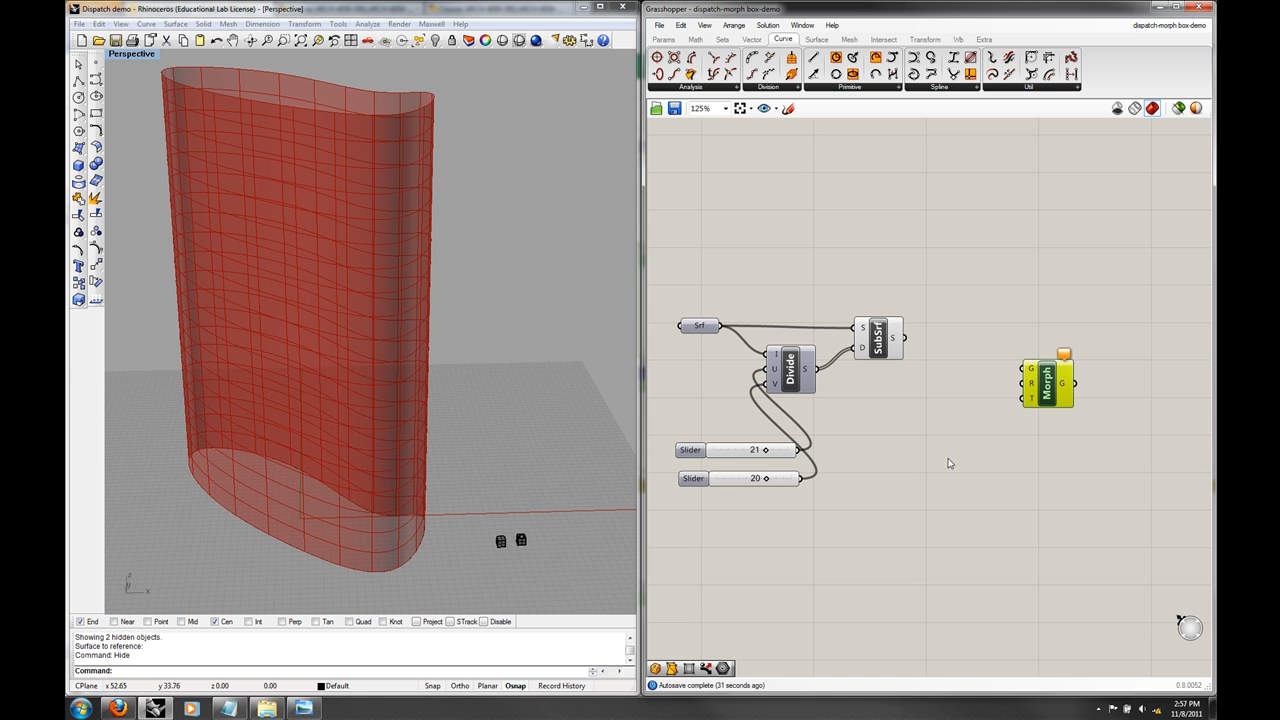 Dispatch demo - Rhinoceros (Educational Lab License) - [Perspective]
File Edit View Curve Surface Solid Mesh Dimension Transform Tools Analyze Render Maxwell Help
Perspective
z
y
x
End Near Point Mid Cen Int Perp Tan Quad Knot Project STrack Disable
Showing 2 hidden objects.
Surface to reference:
Command: Hide
Command:
CPlane x 52.65 y 33.76 z 0.00 0.00 Default Snap Ortho Planar Osnap Record History
Grasshopper - dispatch-morph box-demo
File Edit View Arrange Solution Window Help dispatch-morph box-demo
Params Math Sets Vector Curve Surface Mesh Intersect Transform Wb Extra
Analysis + Division + Primitive + Spline + Util +
125%
Srf
S
D
SubSrf
S
I
U
V
Divide
S
G
R
T
Morph
G
Slider 21
Slider 20
Autosave complete (31 seconds ago) 0.8.0052
2:57 PM
11/8/2011